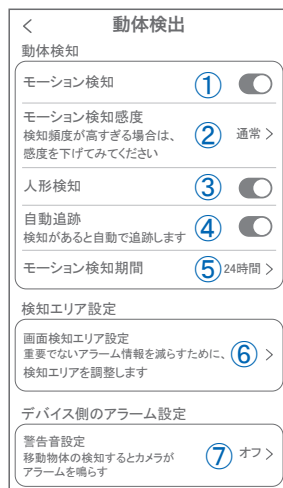 < 動体検出
動体検知
モーション検知 ①
モーション検知感度
検知頻度が高すぎる場合は、
感度を下げてみてください
② 通常 >
人形検知 ③
自動追跡
検知があると自動で追跡します
④
モーション検知期間 ⑤ 24時間 >
検知エリア設定
画面検知エリア設定
重要でないアラーム情報を減らすために、
検知エリアを調整します
⑥ >
デバイス側のアラーム設定
警告音設定
移動物体の検知するとカメラが
アラームを鳴らす
⑦ オフ >